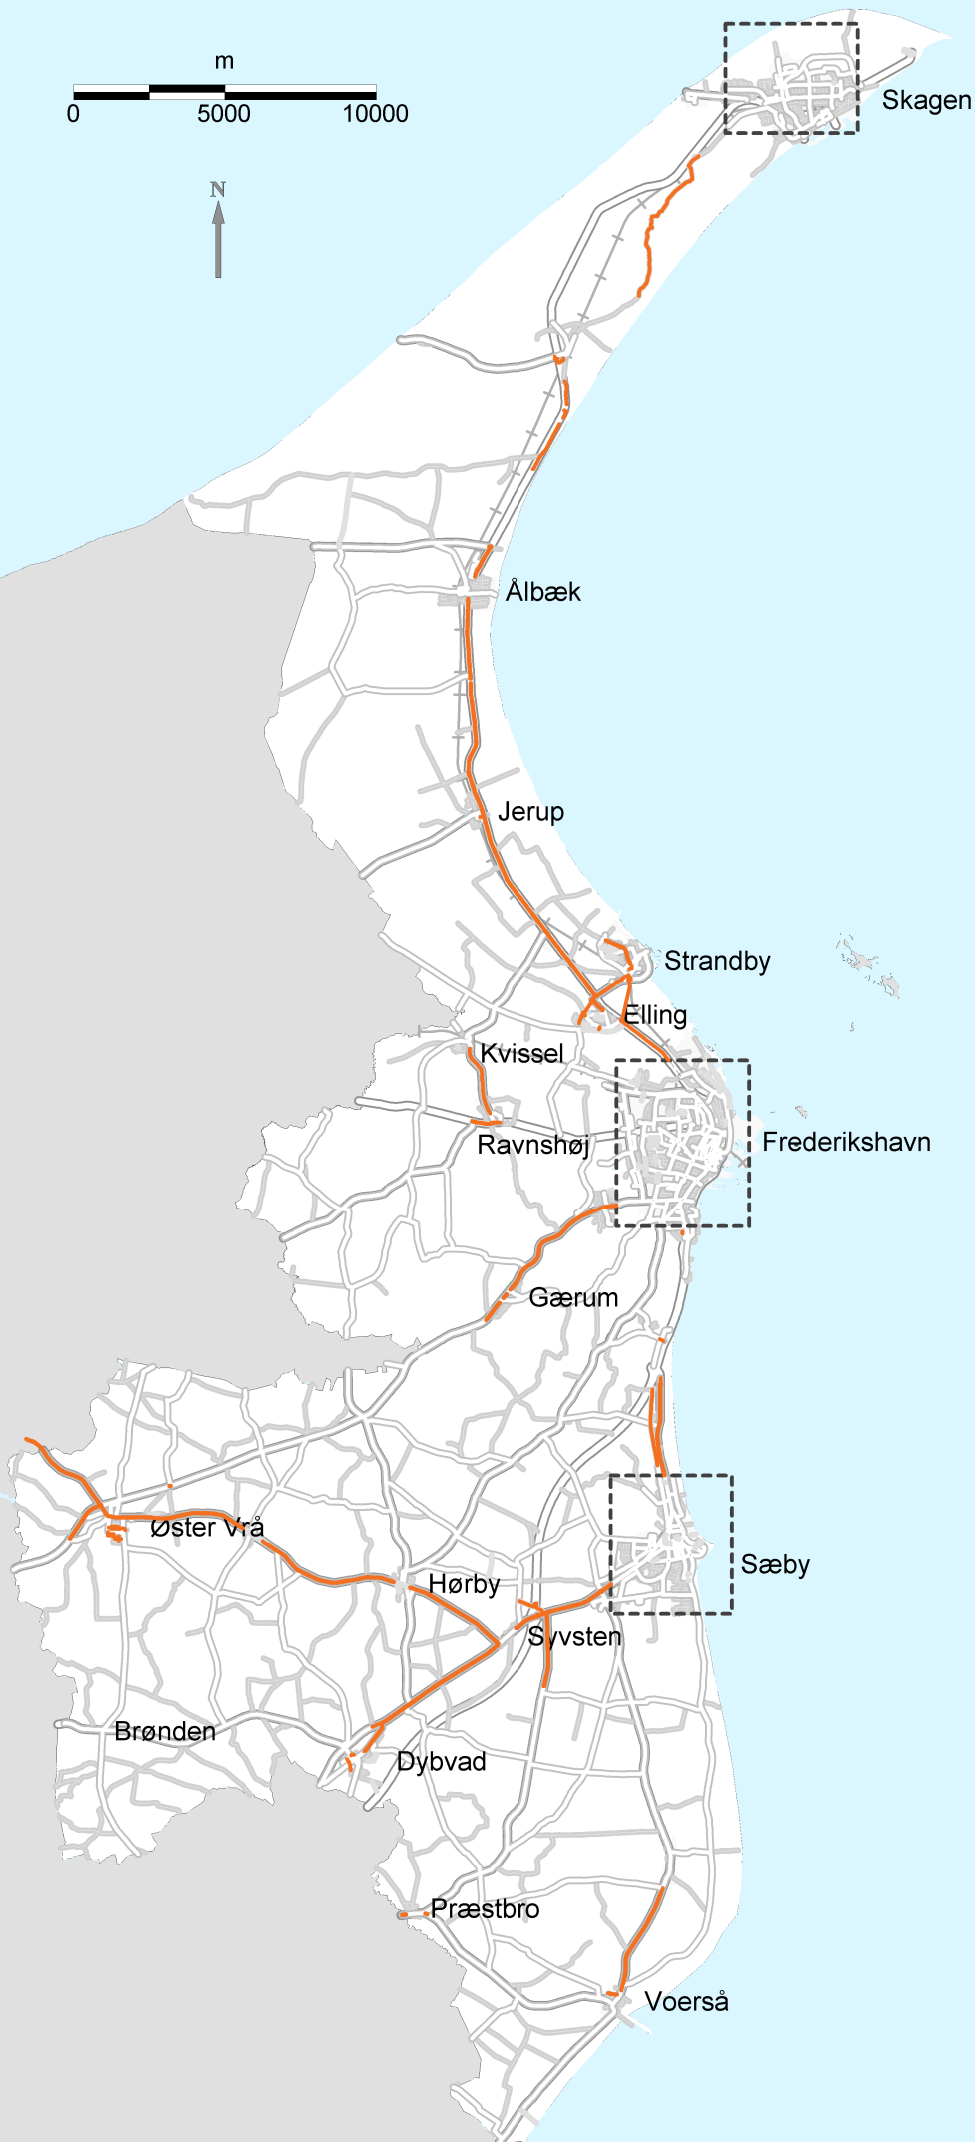 m
0 5000 10000
N
Skagen
Ålbæk
Jerup
Strandby
Elling
Kvissel
Frederikshavn
Ravnshøj
Gærum
Øster Vrå
Sæby
Hørby
Syvsten
Brønden
Dybvad
Præstbro
Voerså